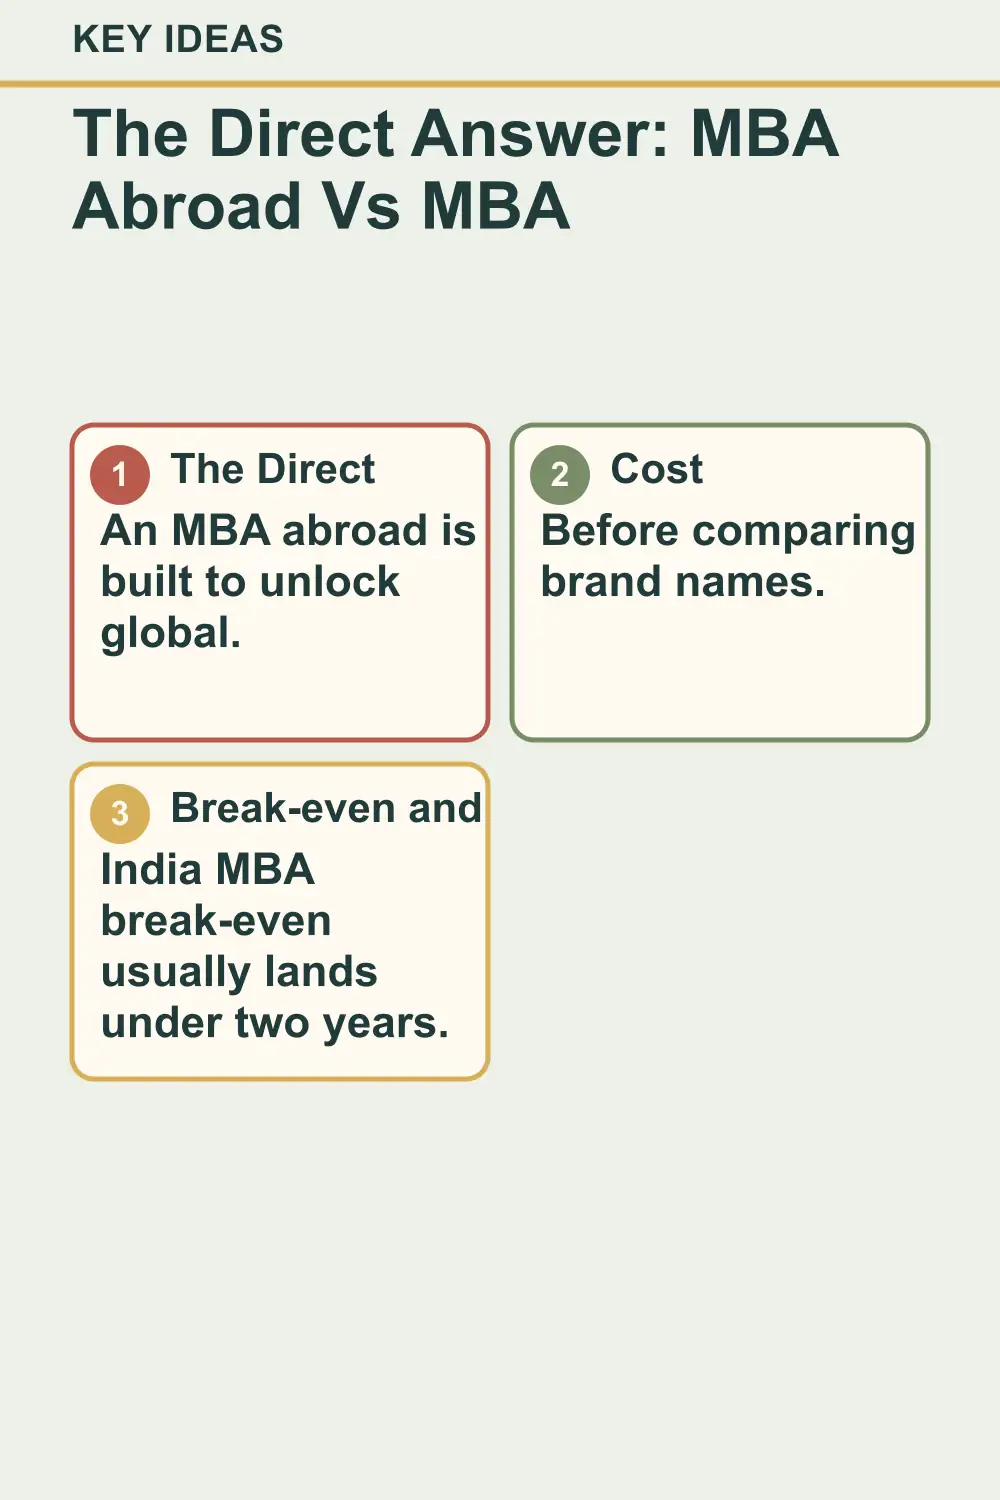 KEY IDEAS
The Direct Answer: MBA
Abroad Vs MBA
1 The Direct
An MBA abroad is
built to unlock
global.
2 Cost
Before comparing
brand names.
3 Break-even and
India MBA
break-even
usually lands
under two years.